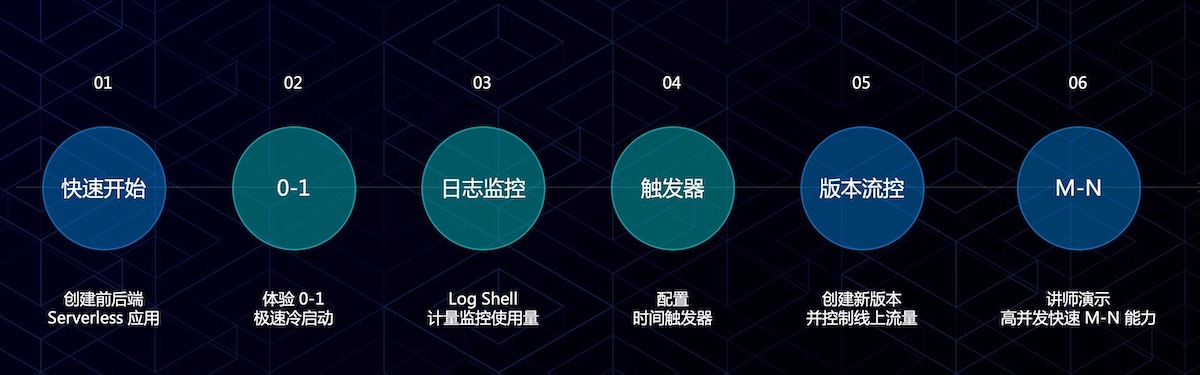 01
快速开始
创建前后端
Serverless 应用
02
0-1
体验 0-1
极速冷启动
03
日志监控
Log Shell
计量监控使用量
04
触发器
配置
时间触发器
05
版本流控
创建新版本
并控制线上流量
06
M-N
讲师演示
高并发快速 M-N 能力